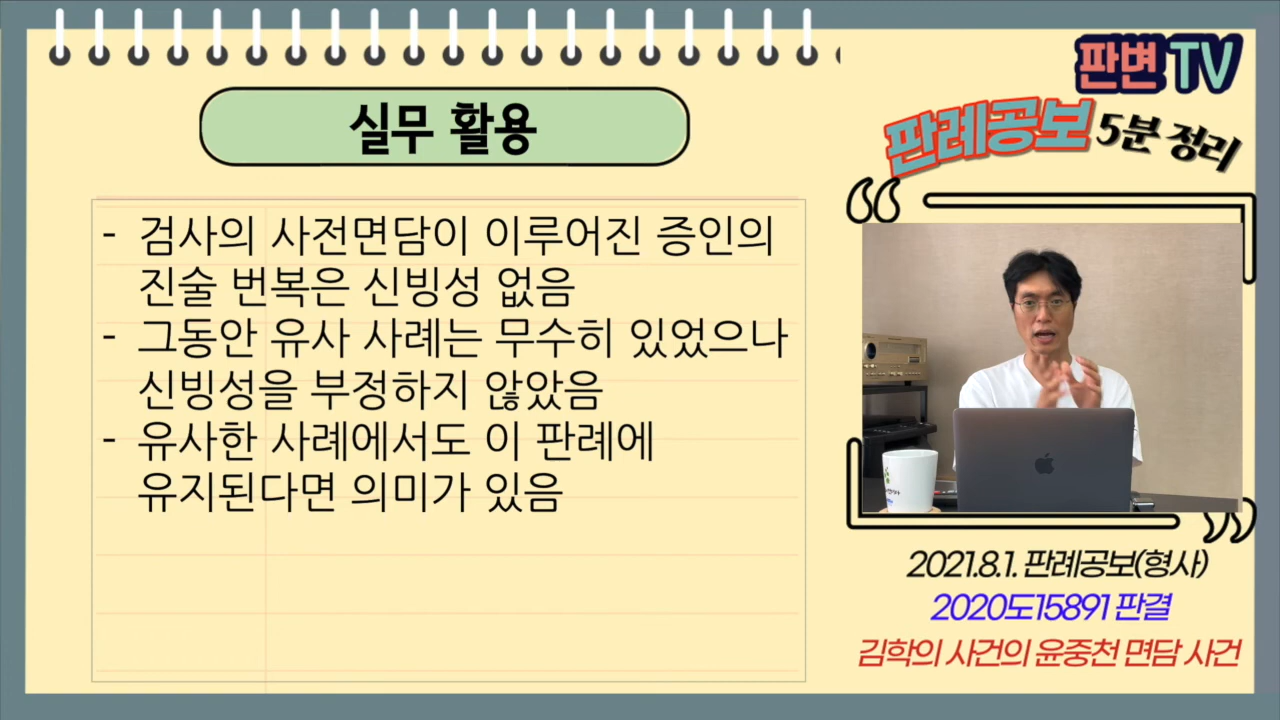 판변 TV
판례공보 5분 정리
실무 활용
- 검사의 사전면담이 이루어진 증인의
진술 번복은 신빙성 없음
- 그동안 유사 사례는 무수히 있었으나
신빙성을 부정하지 않았음
- 유사한 사례에서도 이 판례에
유지된다면 의미가 있음
2021.8.1. 판례공보(형사)
2020도15891 판결
김학의 사건의 윤중천 면담 사건